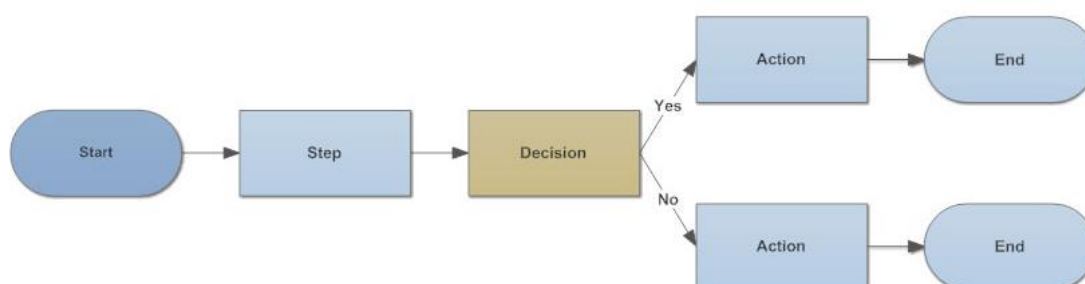 Start
Step
Decision
Yes
Action
End
No
Action
End